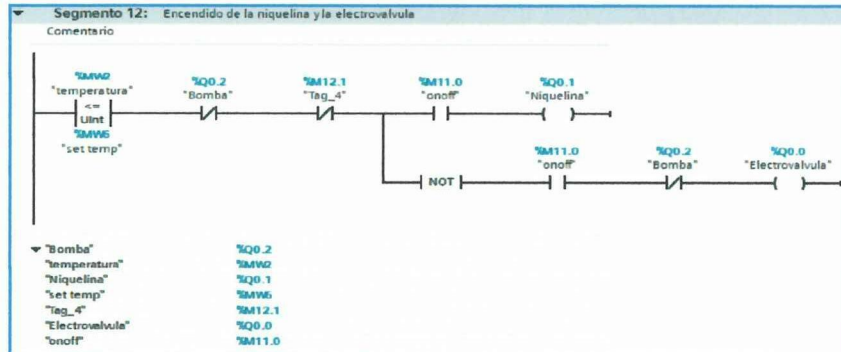 Segmento 12: Encendido de la niquelina y la electrovalvula
Comentario
%MW2 %Q0.2 %M12.1 %M11.0 %Q0.1
"temperatura" "Bomba" "Tag_4" "onoff" "Niquelina"
<=
UInt
%MW6
"set temp"
%M11.0 %Q0.2 %Q0.0
"onoff" "Bomba" "Electrovalvula"
NOT
"Bomba" %Q0.2
"temperatura" %MW2
"Niquelina" %Q0.1
"set temp" %MW6
"Tag_4" %M12.1
"Electrovalvula" %Q0.0
"onoff" %M11.0